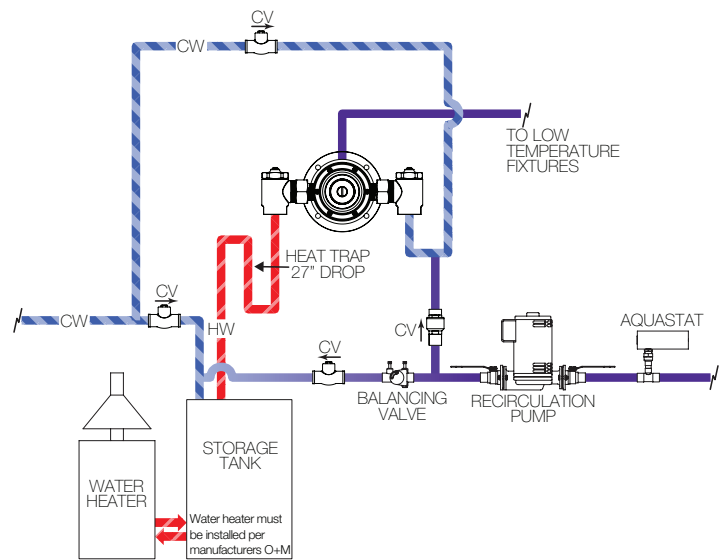 CV
CW
TO LOW
TEMPERATURE
FIXTURES
HEAT TRAP
27" DROP
CV
CW
HW
CV
AQUASTAT
CV
BALANCING
VALVE
RECIRCULATION
PUMP
STORAGE
TANK
WATER
HEATER
Water heater must
be installed per
manufacturers O+M